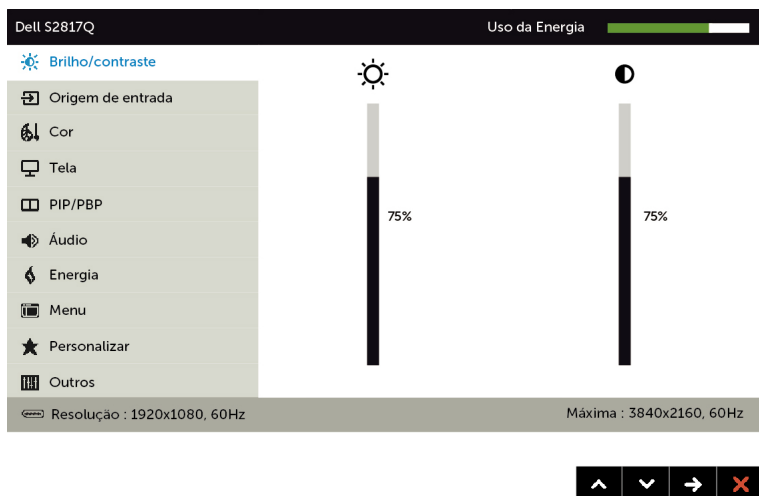 Dell S2817Q
Uso da Energia
Brilho/contraste
Origem de entrada
Cor
Tela
PIP/PBP
75%
75%
Áudio
Energia
Menu
Personalizar
Outros
Resolução : 1920x1080, 60Hz
Máxima : 3840x2160, 60Hz